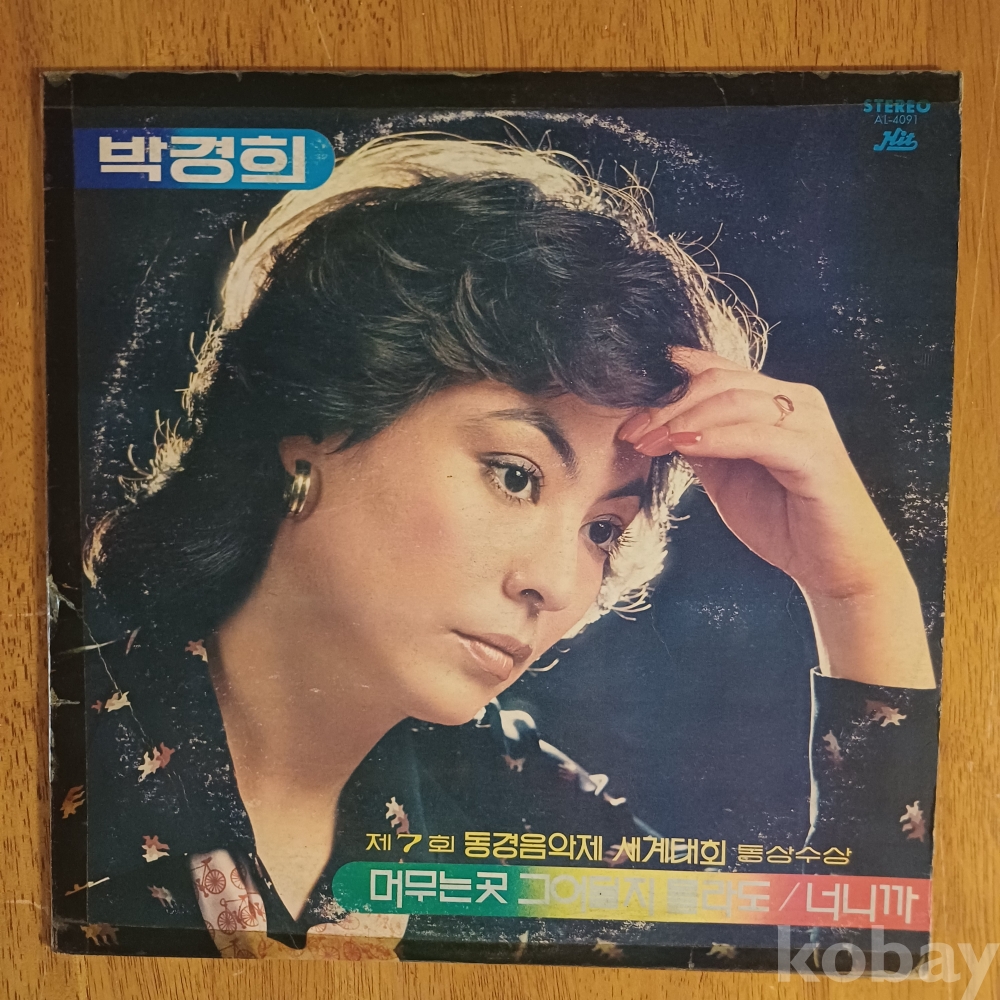 박경희
STEREO
AL-4091
Hit
제7회 동경음악제 세계대회 동상수상
머무는곳 그어딜지 몰라도 / 너니까
kobay